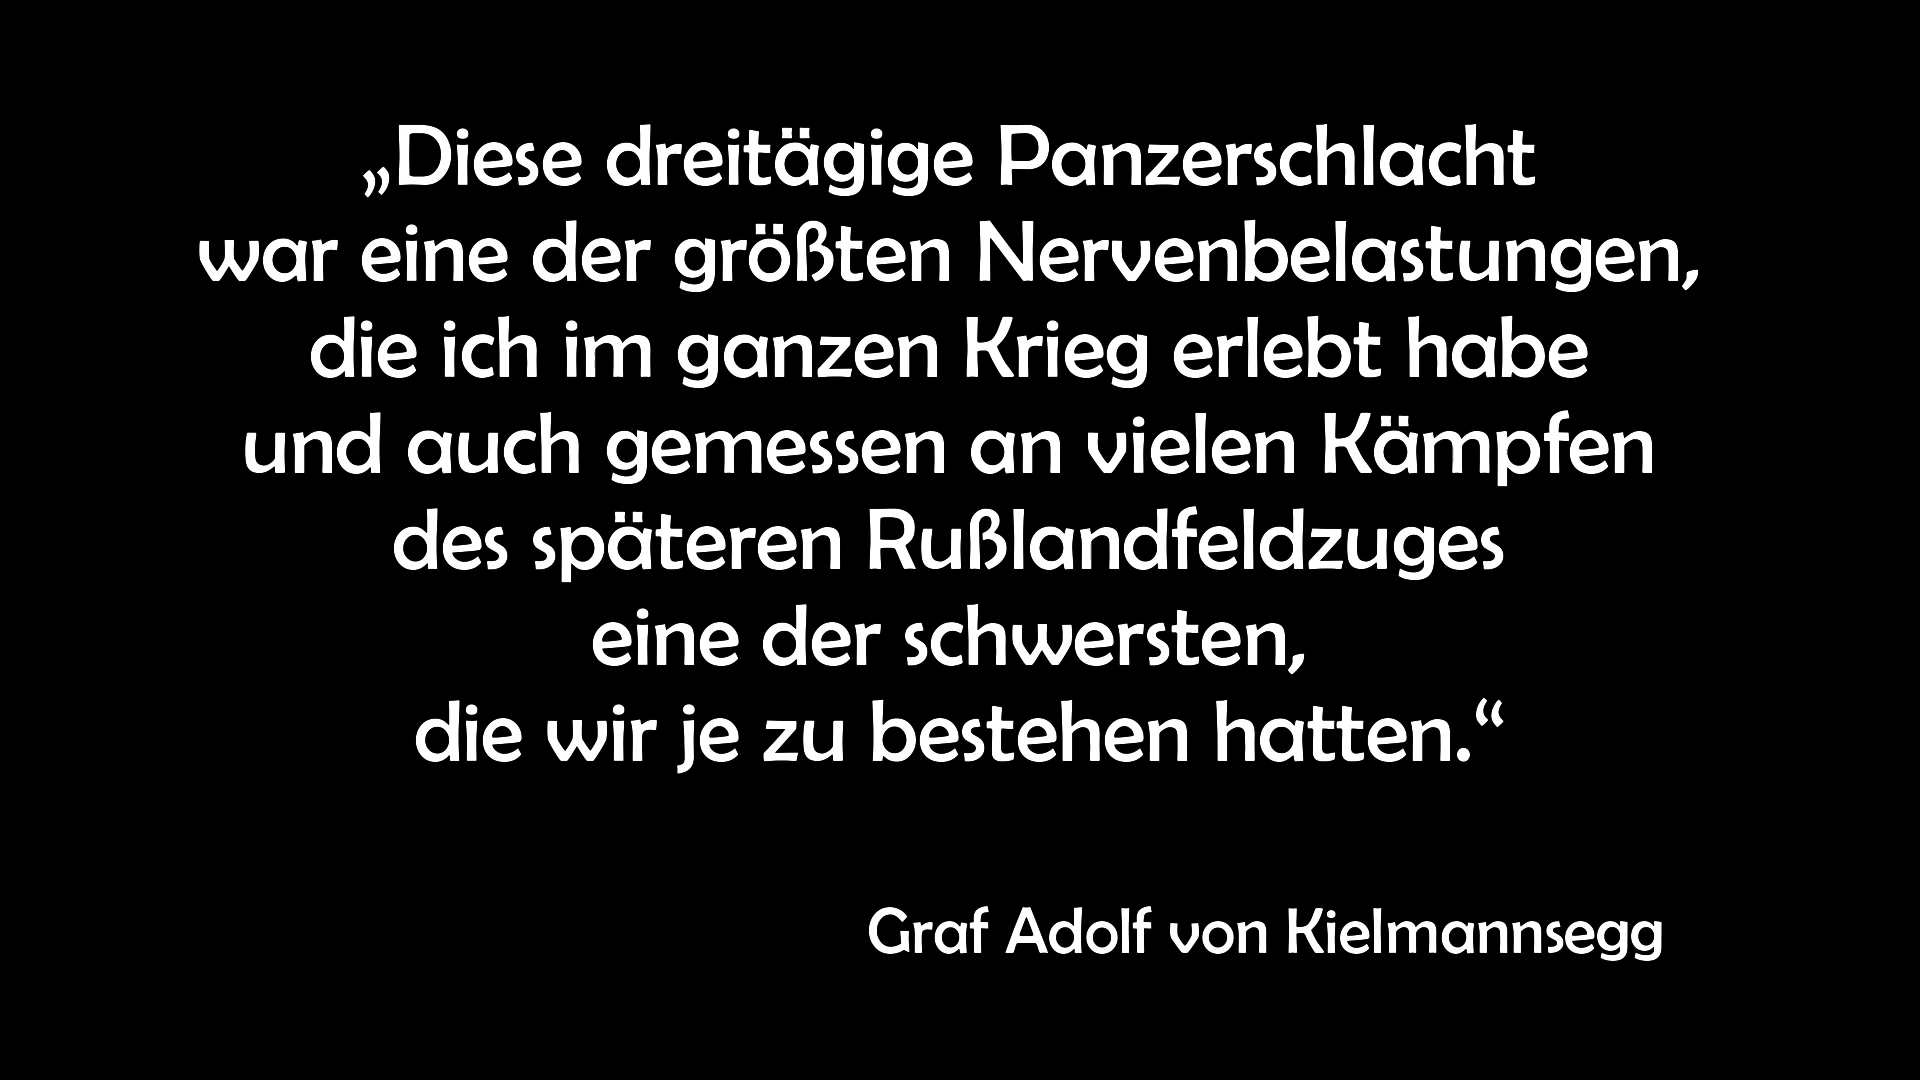 „Diese dreitägige Panzerschlacht
war eine der größten Nervenbelastungen,
die ich im ganzen Krieg erlebt habe
und auch gemessen an vielen Kämpfen
des späteren Rußlandfeldzuges
eine der schwersten,
die wir je zu bestehen hatten.“
Graf Adolf von Kielmannsegg